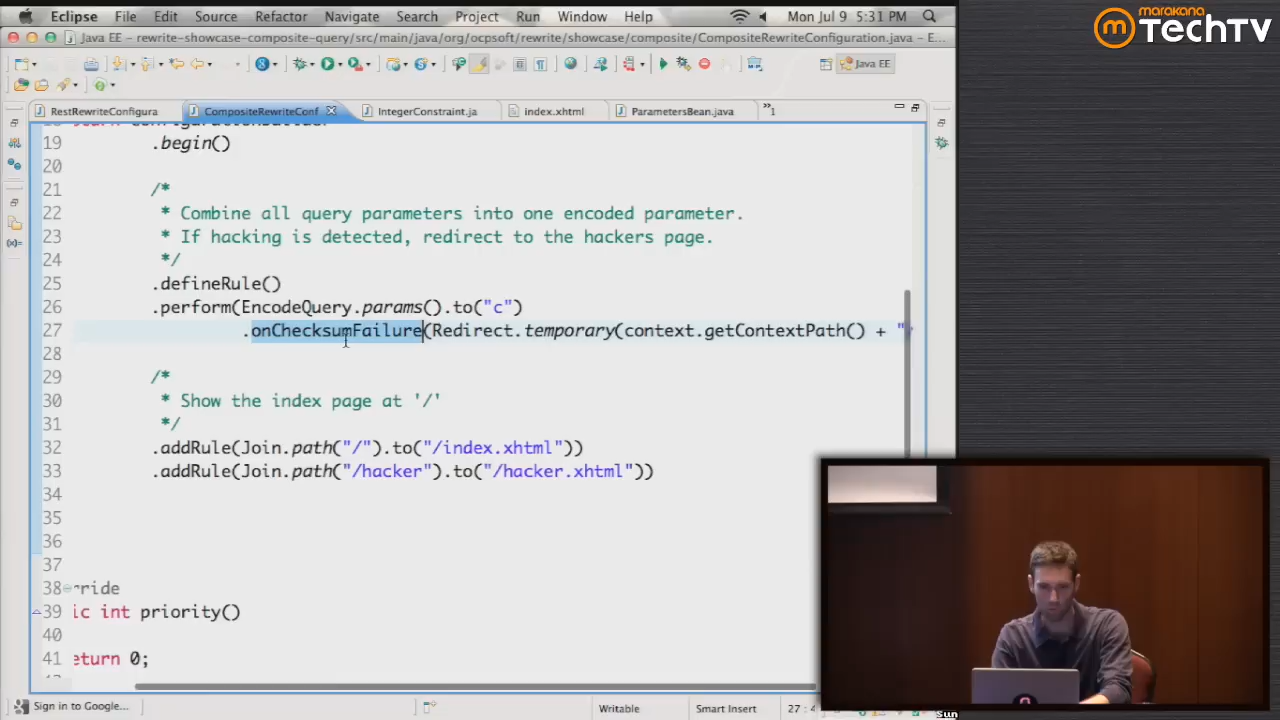 Eclipse File Edit Source Refactor Navigate Search Project Run Window Help Mon Jul 9 5:31 PM
marakana
TechTV
Java EE - rewrite-showcase-composite-query/src/main/java/org/ocpsoft/rewrite/showcase/composite/CompositeRewriteConfiguration.java - E...
Java EE
RestRewriteConfigura CompositeRewriteConf IntegerConstraint.ja index.xhtml ParametersBean.java »1
19 .begin()
20
21 /*
22 * Combine all query parameters into one encoded parameter.
23 * If hacking is detected, redirect to the hackers page.
24 */
25 .defineRule()
26 .perform(EncodeQuery.params().to("c")
27 .onChecksumFailure(Redirect.temporary(context.getContextPath() + "
28
29 /*
30 * Show the index page at '/'
31 */
32 .addRule(Join.path("/").to("/index.xhtml"))
33 .addRule(Join.path("/hacker").to("/hacker.xhtml"))
34
35
36
37
38 rride
39 ic int priority()
40
41 eturn 0;
Sign in to Google... Writable Smart Insert 27 : 4
Sun